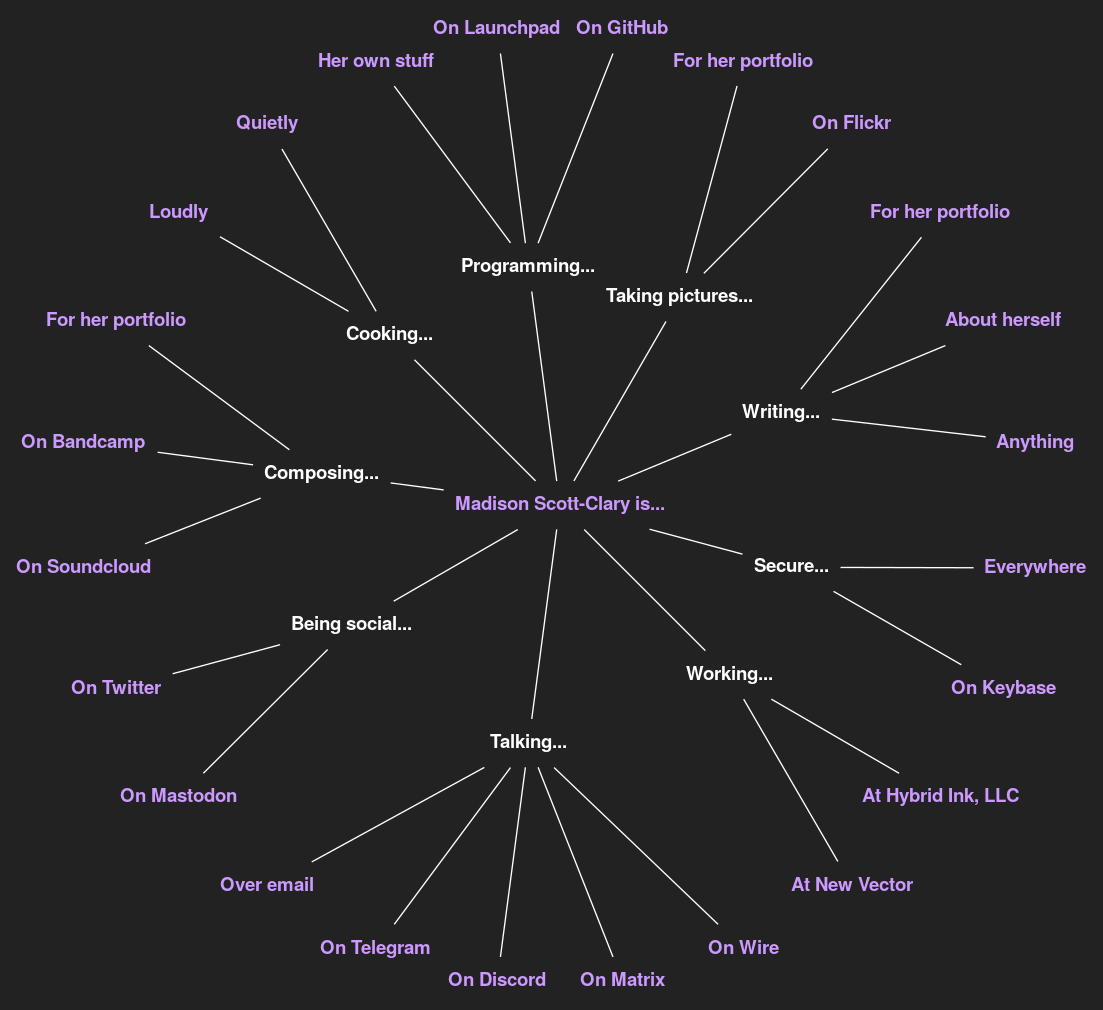 On Launchpad
On GitHub
Her own stuff
For her portfolio
Quietly
On Flickr
Loudly
For her portfolio
Programming...
Taking pictures...
For her portfolio
Cooking...
About herself
Writing...
On Bandcamp
Anything
Composing...
Madison Scott-Clary is...
On Soundcloud
Secure...
Everywhere
Being social...
On Twitter
Working...
On Keybase
Talking...
On Mastodon
At Hybrid Ink, LLC
Over email
At New Vector
On Telegram
On Wire
On Discord
On Matrix